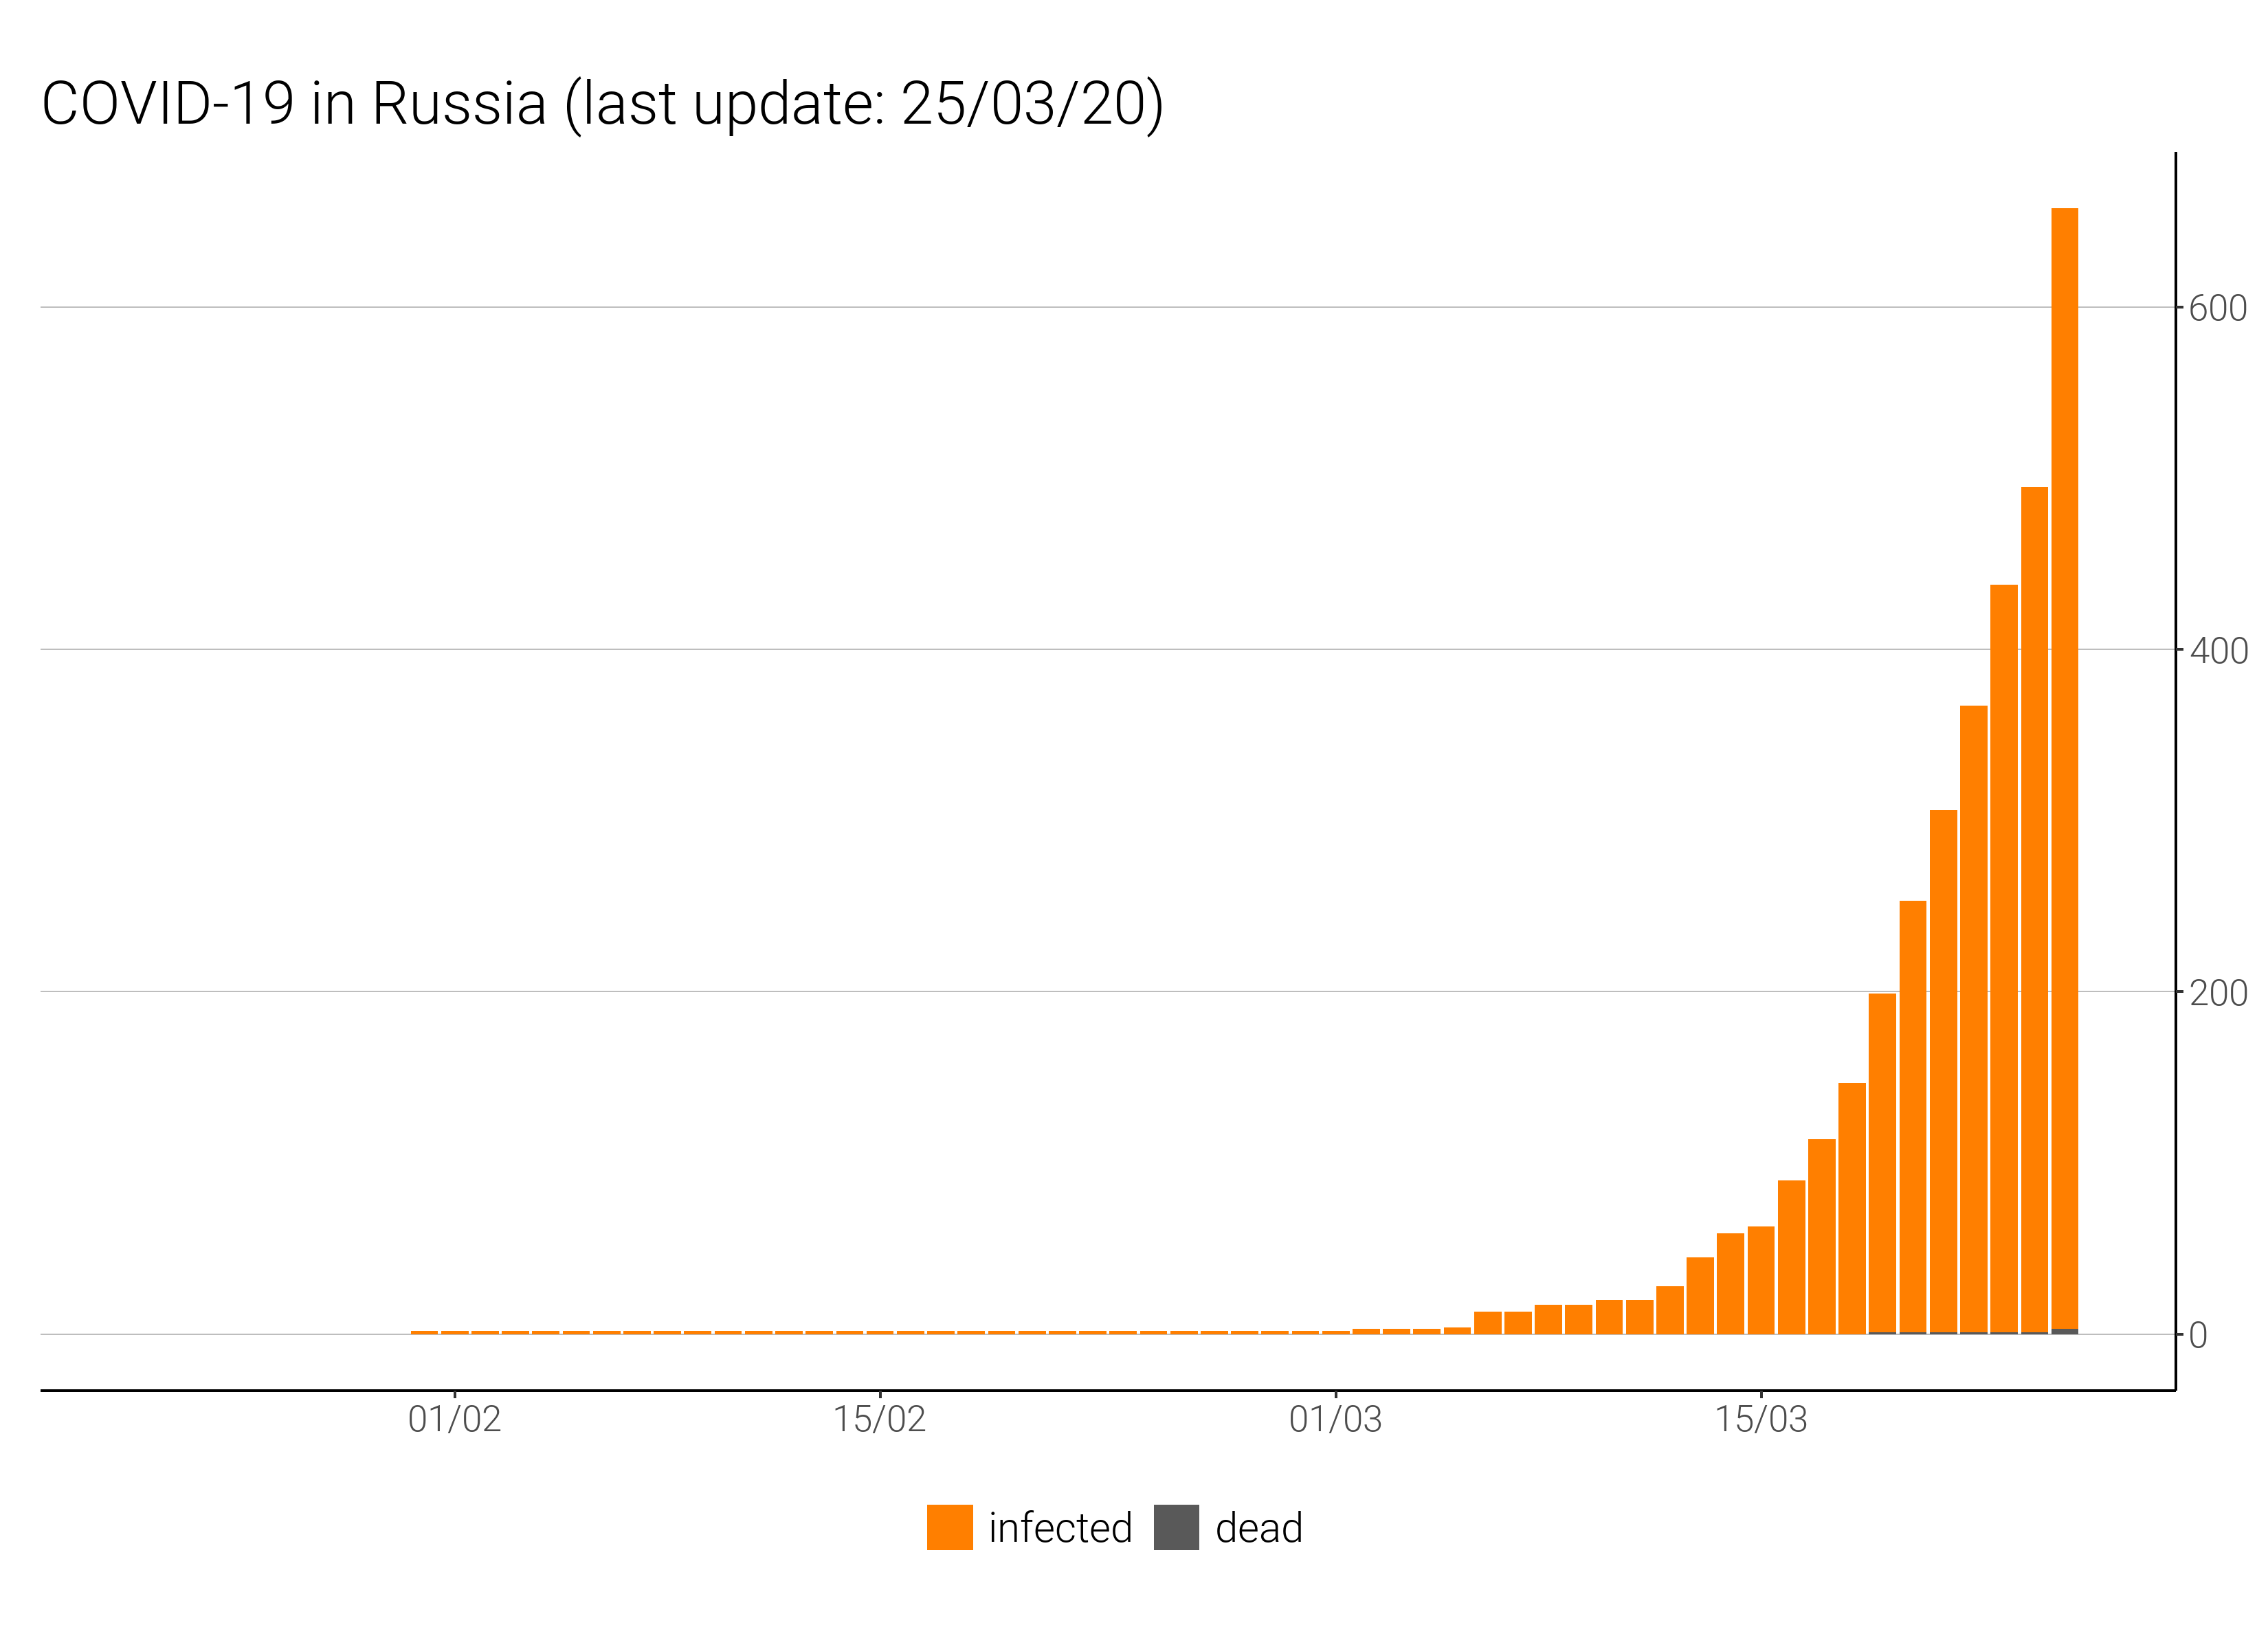 COVID-19 in Russia (last update: 25/03/20)
600
400
200
0
01/02 15/02 01/03 15/03
infected dead